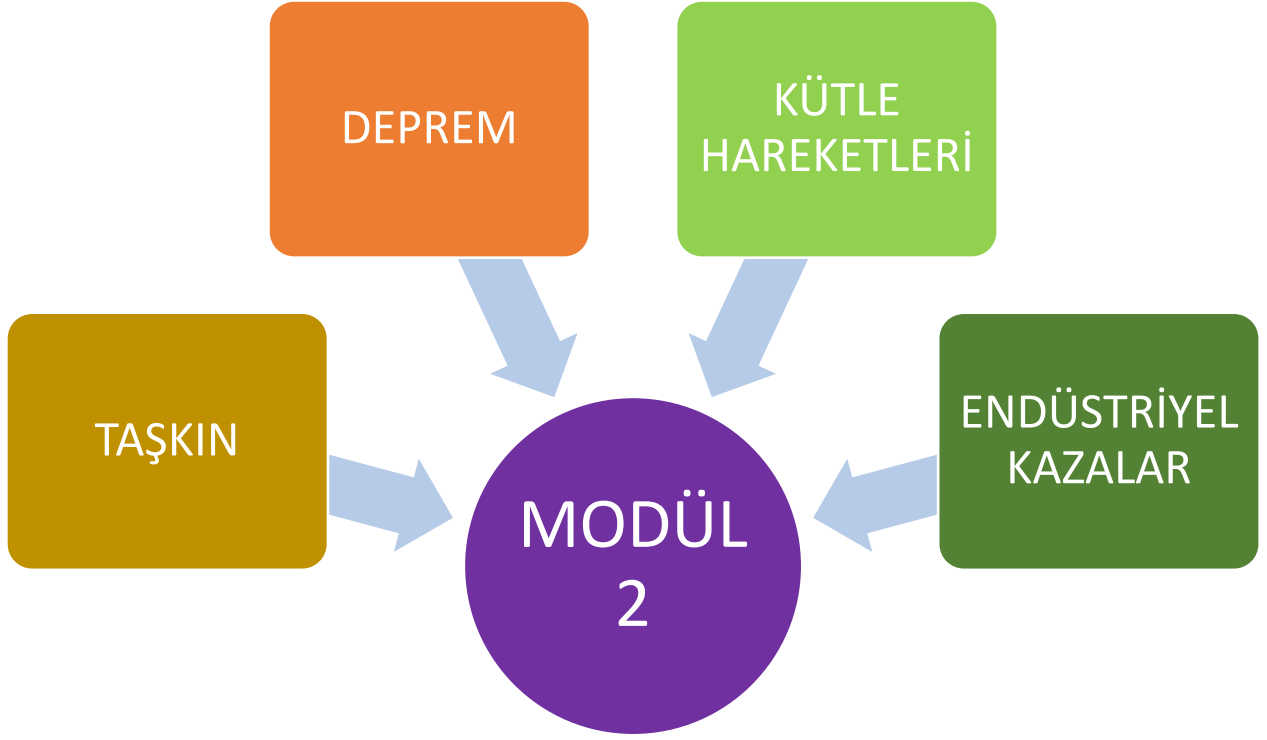 DEPREM
KÜTLE
HAREKETLERİ
TAŞKIN
ENDÜSTRİYEL
KAZALAR
MODÜL
2